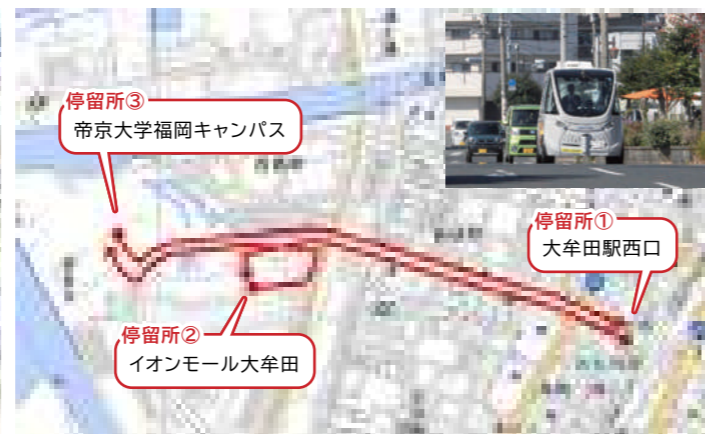 停留所③
帝京大学福岡キャンパス
停留所①
大牟田駅西口
停留所②
イオンモール大牟田